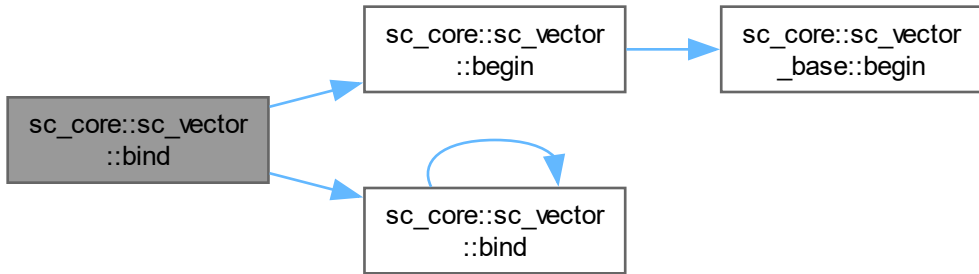 sc_core::sc_vector
::bind
sc_core::sc_vector
::begin
sc_core::sc_vector
_base::begin
sc_core::sc_vector
::bind